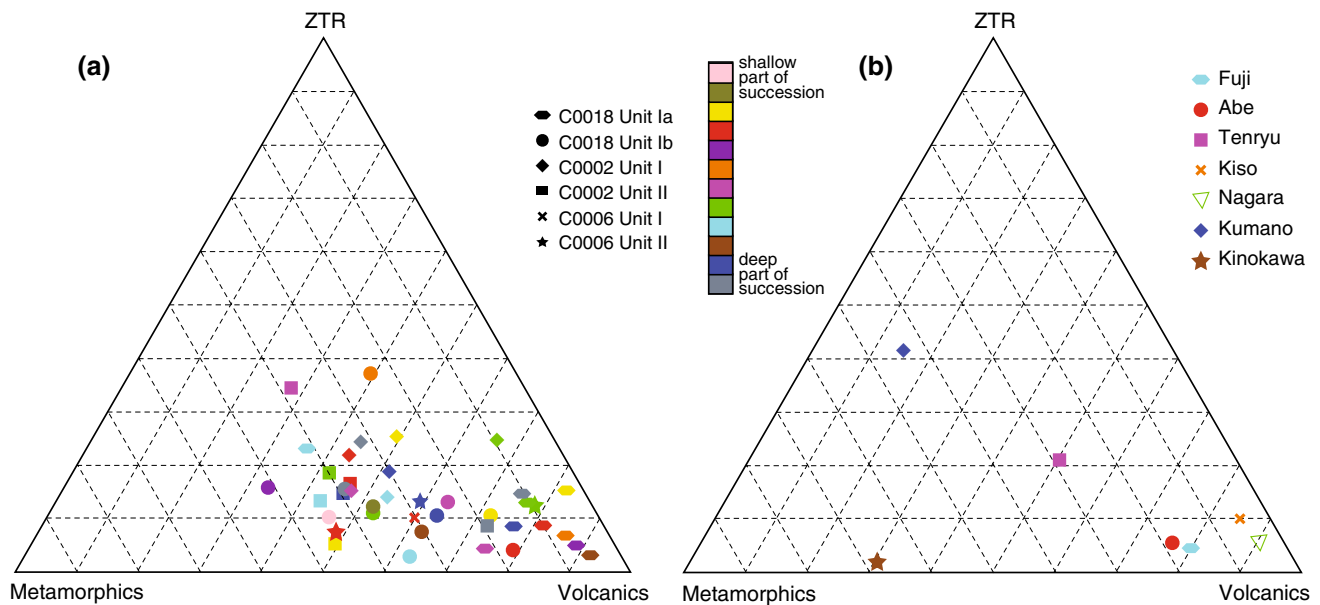 ZTR
(a)
Metamorphics
Volcanics
C0018 Unit Ia
C0018 Unit Ib
C0002 Unit I
C0002 Unit II
C0006 Unit I
C0006 Unit II
shallow
part of
succession
deep
part of
succession
ZTR
(b)
Metamorphics
Volcanics
Fuji
Abe
Tenryu
Kiso
Nagara
Kumano
Kinokawa